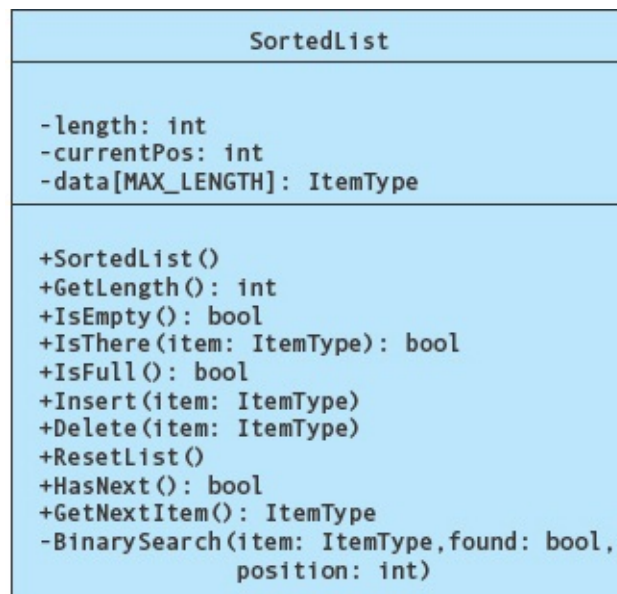 SortedList
-length: int
-currentPos: int
-data[MAX_LENGTH]: ItemType
+SortedList()
+GetLength(): int
+IsEmpty(): bool
+IsThere(item: ItemType): bool
+IsFull(): bool
+Insert(item: ItemType)
+Delete(item: ItemType)
+ResetList()
+HasNext(): bool
+GetNextItem(): ItemType
-BinarySearch(item: ItemType,found: bool,
position: int)